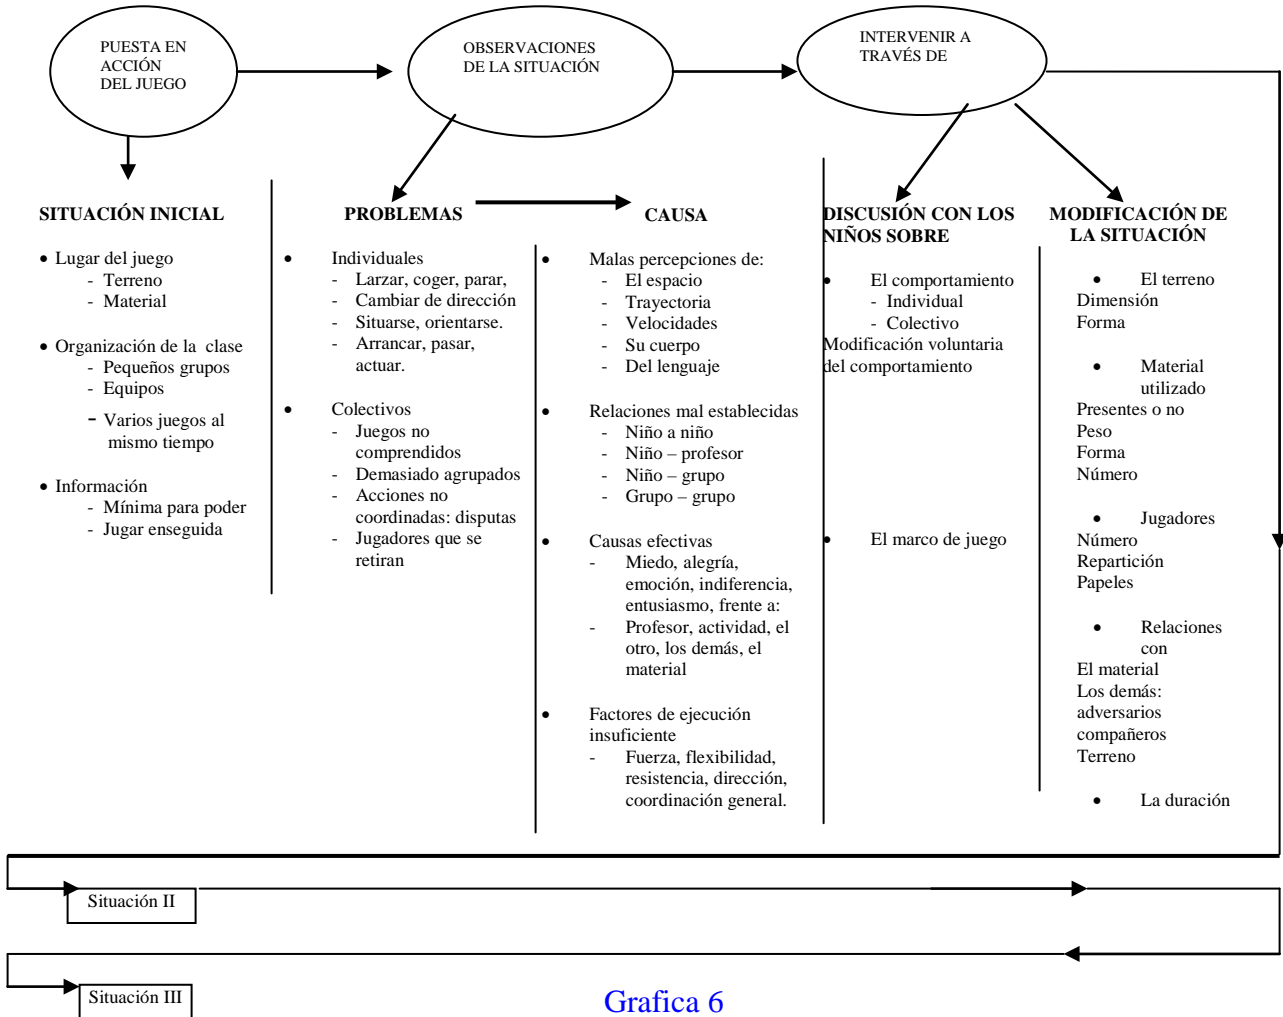 PUESTA EN
ACCIÓN
DEL JUEGO
OBSERVACIONES
DE LA SITUACIÓN
INTERVENIR A
TRAVÉS DE
SITUACIÓN INICIAL
• Lugar del juego
- Terreno
- Material
• Organización de la clase
- Pequeños grupos
- Equipos
- Varios juegos al
mismo tiempo
• Información
- Mínima para poder
- Jugar enseguida
PROBLEMAS
• Individuales
- Larzar, coger, parar,
- Cambiar de dirección
- Situarse, orientarse.
- Arrancar, pasar,
actuar.
• Colectivos
- Juegos no
comprendidos
- Demasiado agrupados
- Acciones no
coordinadas: disputas
- Jugadores que se
retiran
CAUSA
• Malas percepciones de:
- El espacio
- Trayectoria
- Velocidades
- Su cuerpo
- Del lenguaje
• Relaciones mal establecidas
- Niño a niño
- Niño – profesor
- Niño – grupo
- Grupo – grupo
• Causas efectivas
- Miedo, alegría,
emoción, indiferencia,
entusiasmo, frente a:
- Profesor, actividad, el
otro, los demás, el
material
• Factores de ejecución
insuficiente
- Fuerza, flexibilidad,
resistencia, dirección,
coordinación general.
DISCUSIÓN CON LOS
NIÑOS SOBRE
• El comportamiento
- Individual
- Colectivo
Modificación voluntaria
del comportamiento
• El marco de juego
MODIFICACIÓN DE
LA SITUACIÓN
• El terreno
Dimensión
Forma
• Material
utilizado
Presentes o no
Peso
Forma
Número
• Jugadores
Número
Repartición
Papeles
• Relaciones
con
El material
Los demás:
adversarios
compañeros
Terreno
• La duración
Situación II
Situación III
Grafica 6